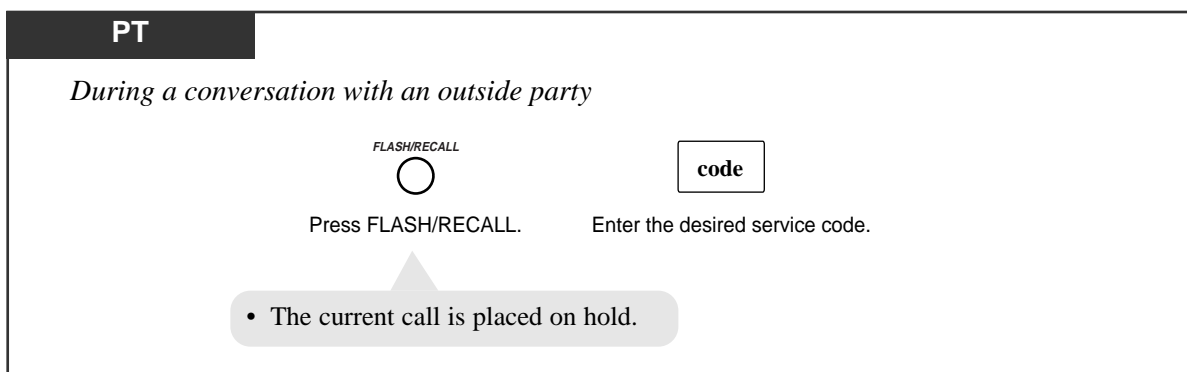 PT
During a conversation with an outside party
FLASH/RECALL
code
Press FLASH/RECALL. Enter the desired service code.
• The current call is placed on hold.